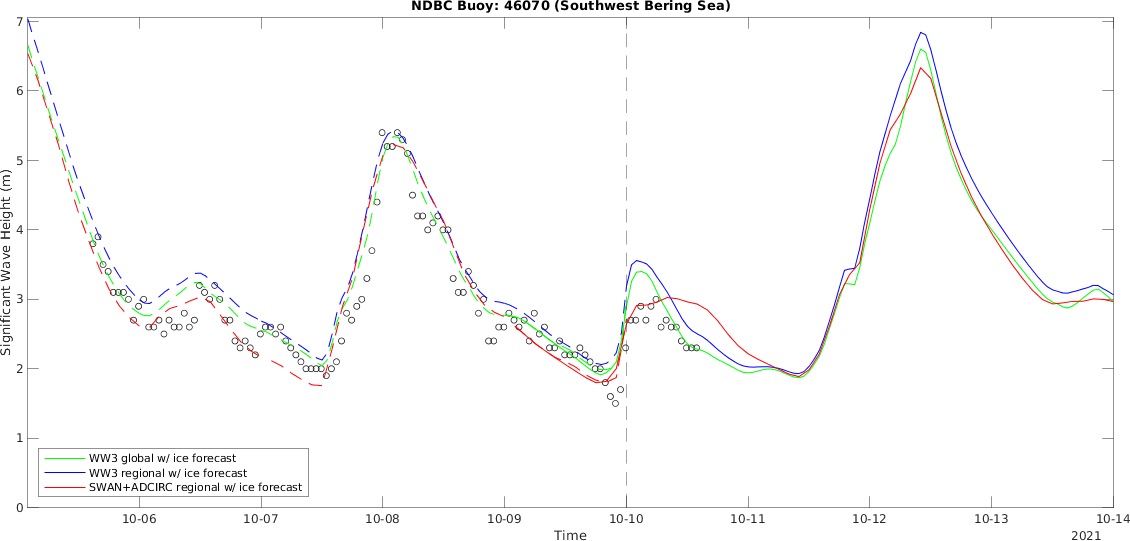 NDBC Buoy: 46070 (Southwest Bering Sea)
Significant Wave Height (m)
7
6
5
4
3
2
1
0
WW3 global w/ ice forecast
WW3 regional w/ ice forecast
SWAN+ADCIRC regional w/ ice forecast
10-06 10-07 10-08 10-09 10-10 10-11 10-12 10-13 10-14
Time
2021